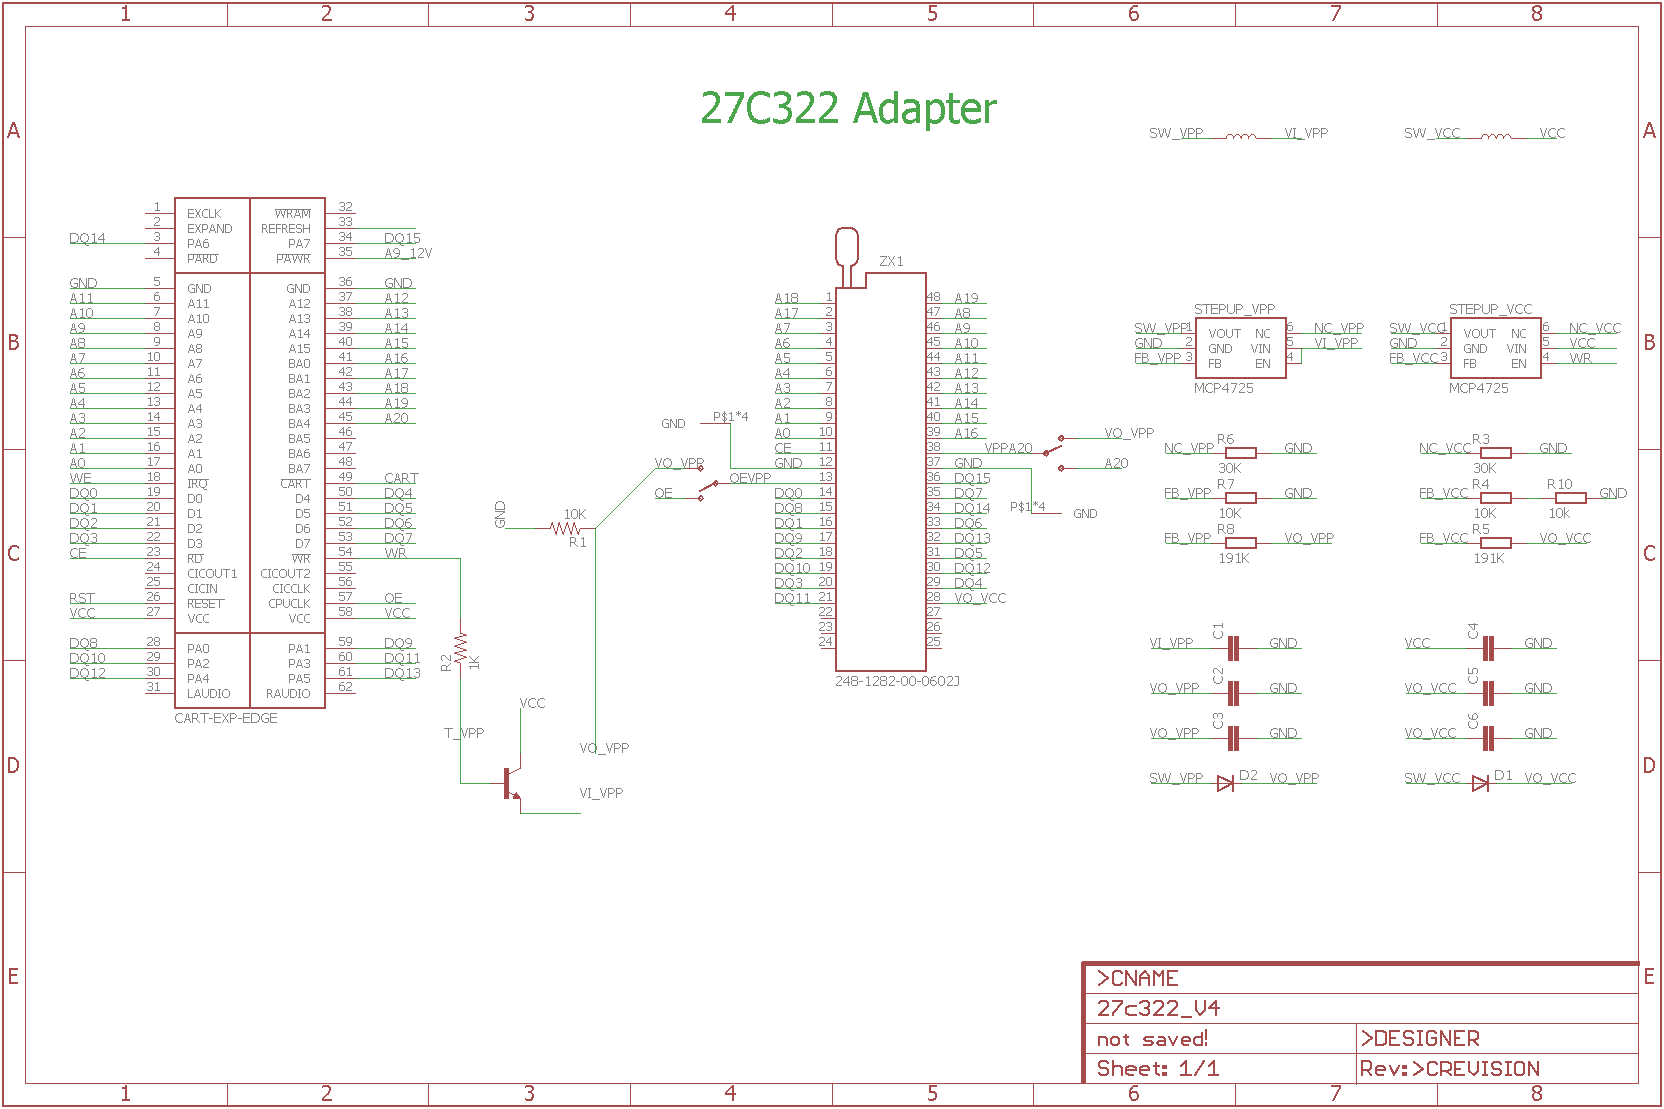 1 2 3 4 5 6 7 8
A A
B B
C C
D D
E E
27C322 Adapter
SW_VPP VI_VPP
SW_VCC VCC
1 EXCLK WRAM 32
2 EXPAND REFRESH 33
DQ14 3 PA6 PA7 34 DQ15
4 PARD PAWR 35 A9_12V
GND 5 GND GND 36 GND
A11 6 A11 A12 37 A12
A10 7 A10 A13 38 A13
A9 8 A9 A14 39 A14
A8 9 A8 A15 40 A15
A7 10 A7 BA0 41 A16
A6 11 A6 BA1 42 A17
A5 12 A5 BA2 43 A18
A4 13 A4 BA3 44 A19
A3 14 A3 BA4 45 A20
A2 15 A2 BA5 46
A1 16 A1 BA6 47
A0 17 A0 BA7 48
WE 18 IRQ CART 49 CART
DQ0 19 D0 D4 50 DQ4
DQ1 20 D1 D5 51 DQ5
DQ2 21 D2 D6 52 DQ6
DQ3 22 D3 D7 53 DQ7
CE 23 RD WR 54 WR
24 CICOUT1 CICOUT2 55
25 CICIN CICCLK 56
RST 26 RESET CPUCLK 57 OE
VCC 27 VCC VCC 58 VCC
DQ8 28 PA0 PA1 59 DQ9
DQ10 29 PA2 PA3 60 DQ11
DQ12 30 PA4 PA5 61 DQ13
31 LAUDIO RAUDIO 62
CART-EXP-EDGE
R2
1K
T_VPP
VCC
VO_VPP
VI_VPP
GND
10K
R1
VO_VPP
OE
OEVPP
GND
P$1*4
ZX1
A18 1 48 A19
A17 2 47 A8
A7 3 46 A9
A6 4 45 A10
A5 5 44 A11
A4 6 43 A12
A3 7 42 A13
A2 8 41 A14
A1 9 40 A15
A0 10 39 A16
CE 11 38 VPPA20
GND 12 37 GND
13 36 DQ15
DQ0 14 35 DQ7
DQ8 15 34 DQ14
DQ1 16 33 DQ6
DQ9 17 32 DQ13
DQ2 18 31 DQ5
DQ10 19 30 DQ12
DQ3 20 29 DQ4
DQ11 21 28 VO_VCC
22 27
23 26
24 25
248-1282-00-0602J
VO_VPP
A20
P$1*4
GND
STEPUP_VPP
SW_VPP 1 VOUT NC 6 NC_VPP
GND 2 GND VIN 5 VI_VPP
FB_VPP 3 FB EN 4
MCP4725
STEPUP_VCC
SW_VCC 1 VOUT NC 6 NC_VCC
GND 2 GND VIN 5 VCC
FB_VCC 3 FB EN 4 WR
MCP4725
NC_VPP R6 GND
30K
FB_VPP R7 GND
10K
FB_VPP R8 VO_VPP
191K
NC_VCC R3 GND
30K
FB_VCC R4 R10 GND
10K 10k
FB_VCC R5 VO_VCC
191K
VI_VPP C1 GND
VO_VPP C2 GND
VO_VPP C3 GND
SW_VPP D2 VO_VPP
VCC C4 GND
VO_VCC C5 GND
VO_VCC C6 GND
SW_VCC D1 VO_VCC
>CNAME
27c322_V4
not saved! >DESIGNER
Sheet: 1/1 Rev:>CREVISION
1 2 3 4 5 6 7 8